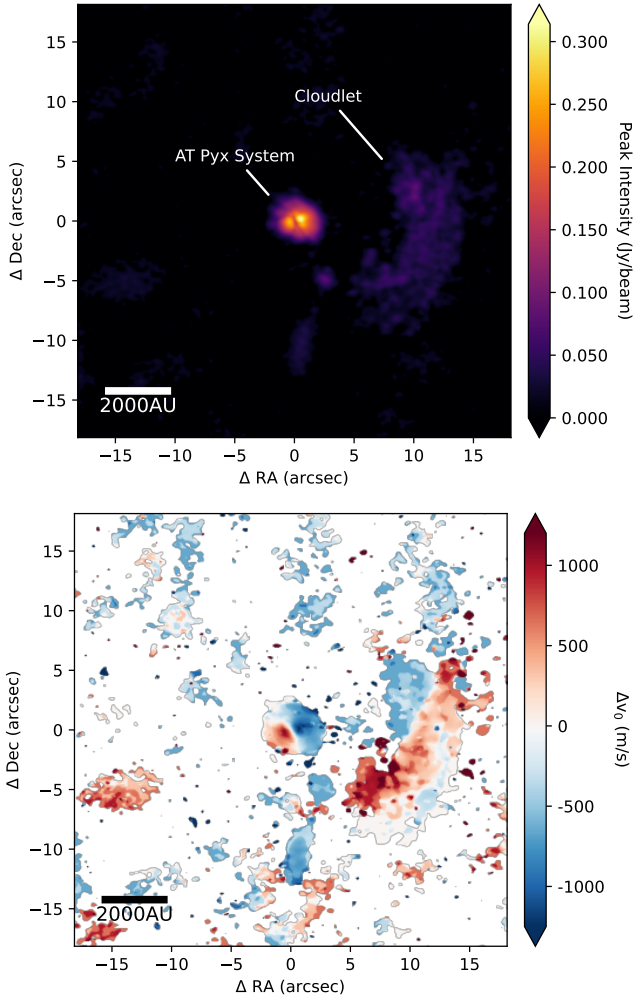 15
10
5
0
−5
−10
−15
Δ Dec (arcsec)
Cloudlet
AT Pyx System
2000AU
−15 −10 −5 0 5 10 15
Δ RA (arcsec)
0.300
0.250
0.200
0.150
0.100
0.050
0.000
Peak Intensity (Jy/beam)
15
10
5
0
−5
−10
−15
Δ Dec (arcsec)
2000AU
−15 −10 −5 0 5 10 15
Δ RA (arcsec)
1000
500
0
−500
−1000
Δv₀ (m/s)